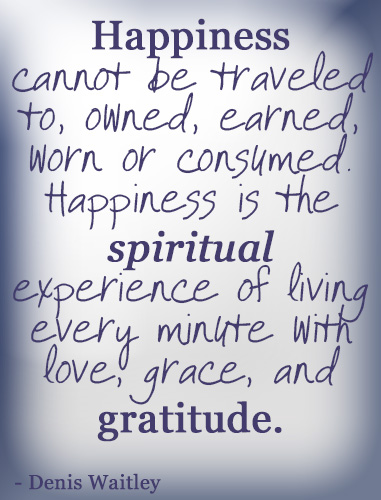 Happiness
cannot be traveled
to, owned, earned,
worn or consumed.
Happiness is the
spiritual
experience of living
every minute with
love, grace, and
gratitude.
- Denis Waitley